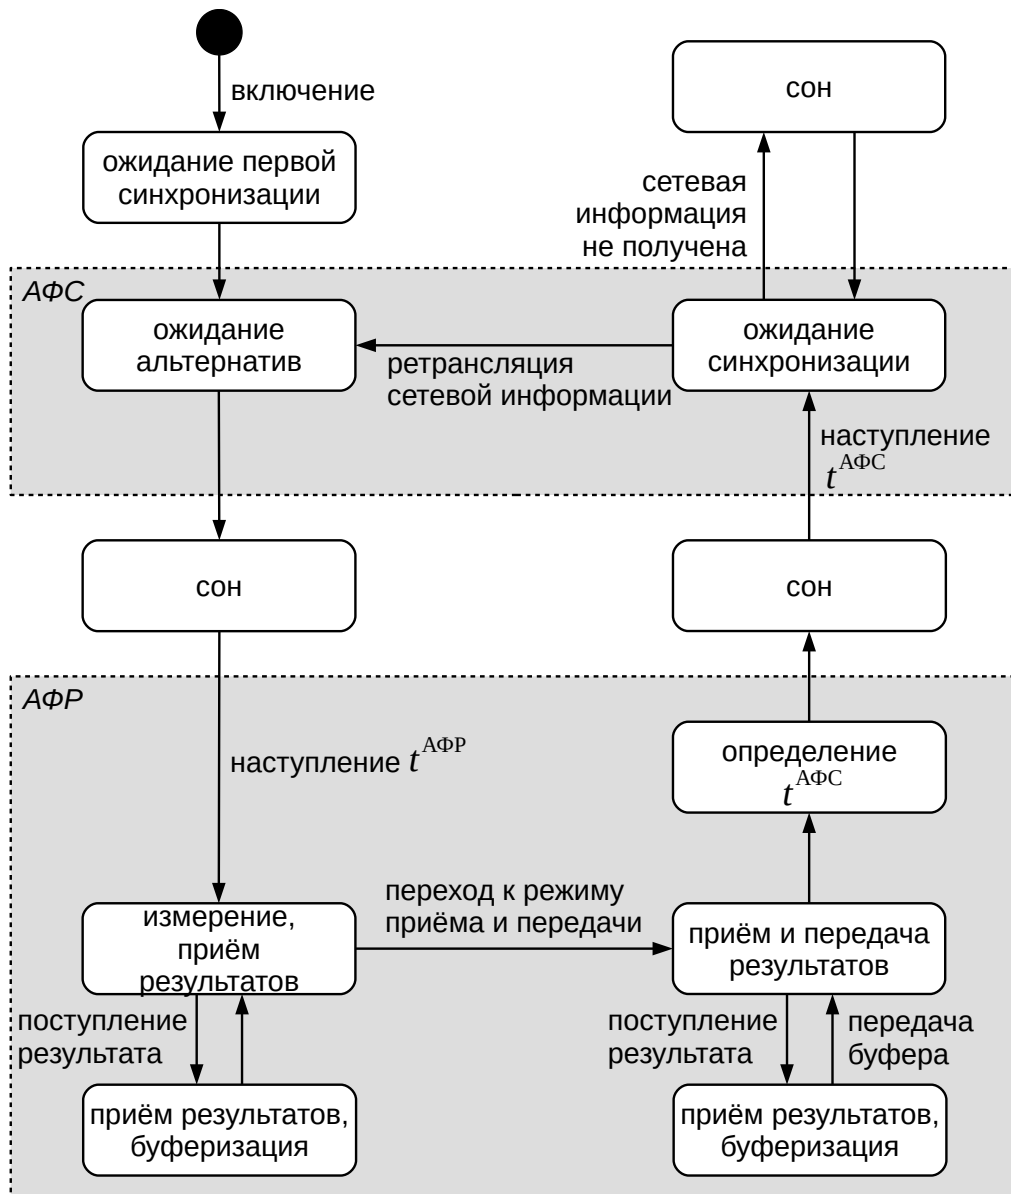 включение
сон
ожидание первой
синхронизации
сетевая
информация
не получена
АФС
ожидание
альтернатив
ретрансляция
сетевой информации
ожидание
синхронизации
наступление
t^АФС
сон
сон
АФР
наступление t^АФР
определение
t^АФС
измерение,
приём
результатов
переход к режиму
приёма и передачи
приём и передача
результатов
поступление
результата
поступление
результата
передача
буфера
приём результатов,
буферизация
приём результатов,
буферизация